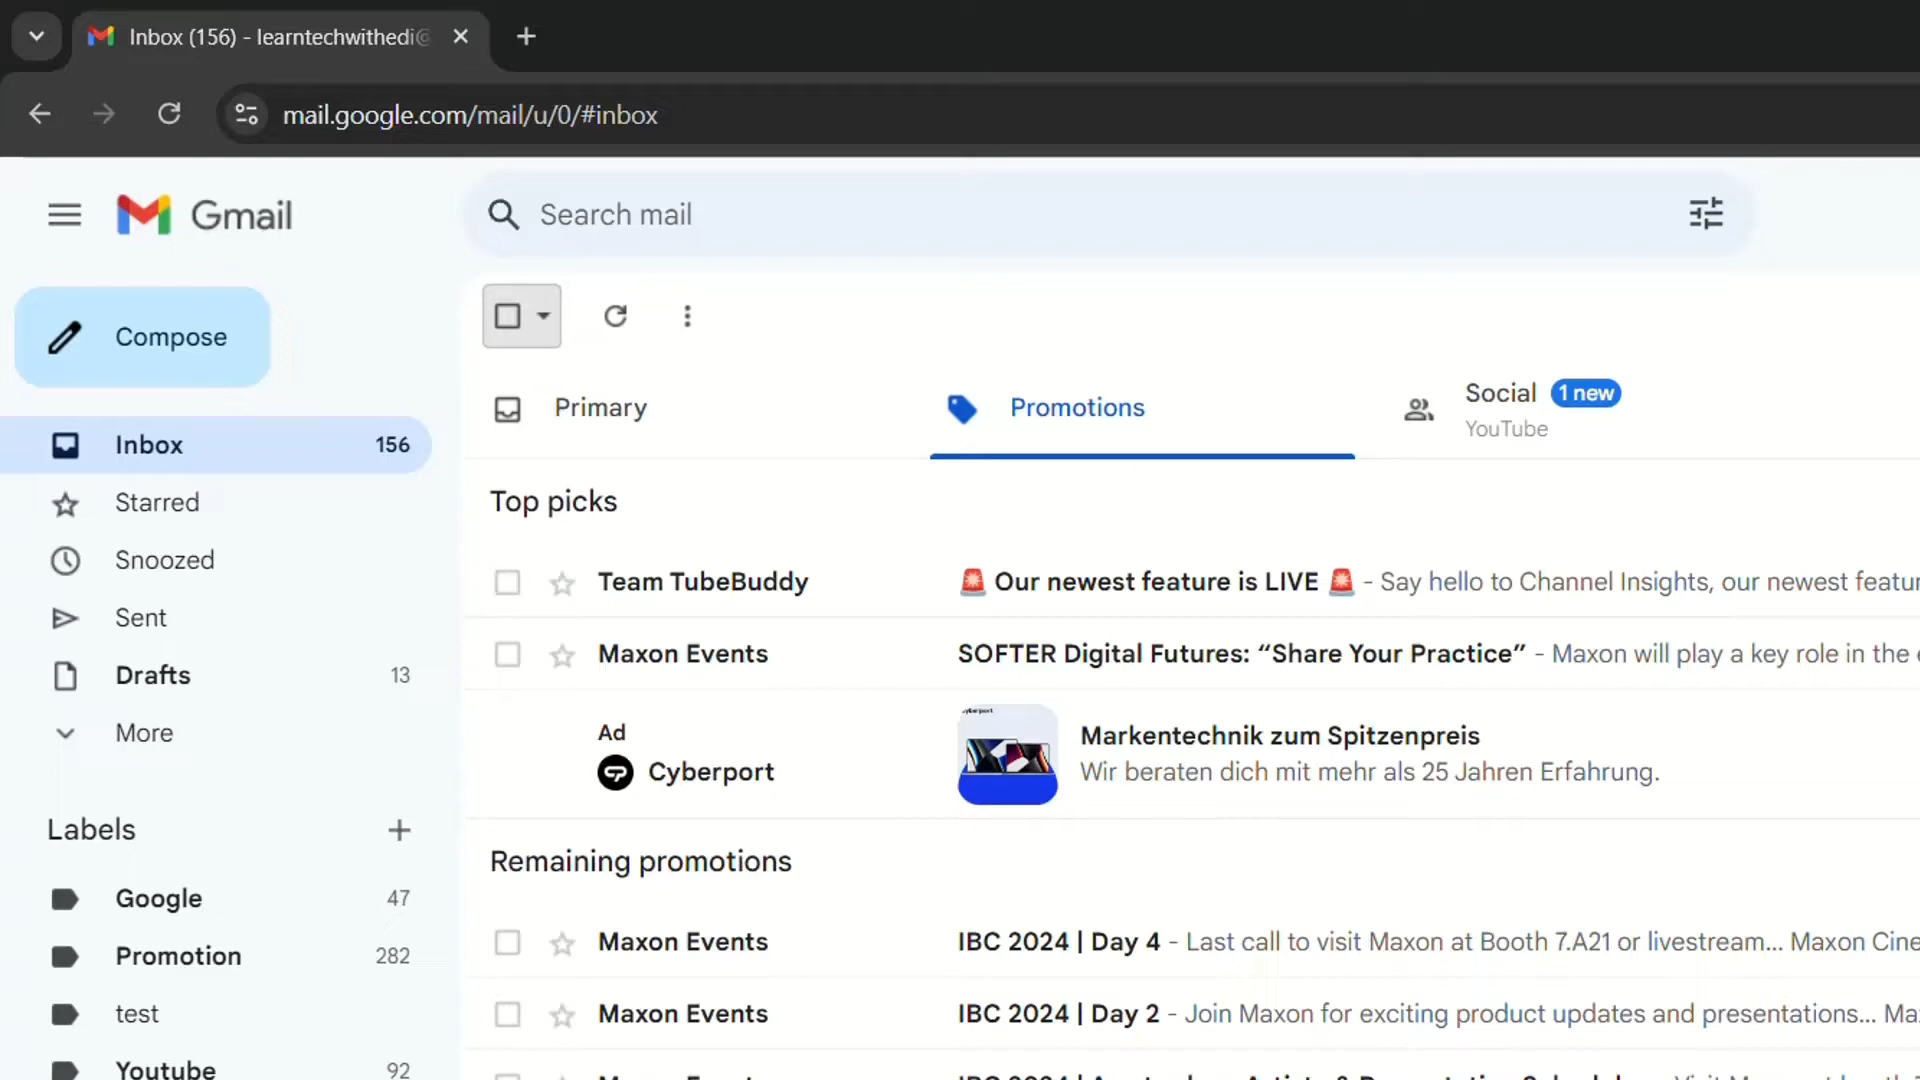 Inbox (156) - learntechwithedi@
mail.google.com/mail/u/0/#inbox
Gmail
Search mail
Compose
Primary
Promotions
Social 1 new
YouTube
Inbox 156
Starred
Snoozed
Sent
Drafts 13
More
Labels
Google 47
Promotion 282
test
Youtube 92
Top picks
Team TubeBuddy 🚨 Our newest feature is LIVE 🚨 - Say hello to Channel Insights, our newest featur
Maxon Events SOFTER Digital Futures: “Share Your Practice” - Maxon will play a key role in the e
Ad
Cyberport
cyberport
Markentechnik zum Spitzenpreis
Wir beraten dich mit mehr als 25 Jahren Erfahrung.
Remaining promotions
Maxon Events IBC 2024 | Day 4 - Last call to visit Maxon at Booth 7.A21 or livestream... Maxon Cine
Maxon Events IBC 2024 | Day 2 - Join Maxon for exciting product updates and presentations... Ma